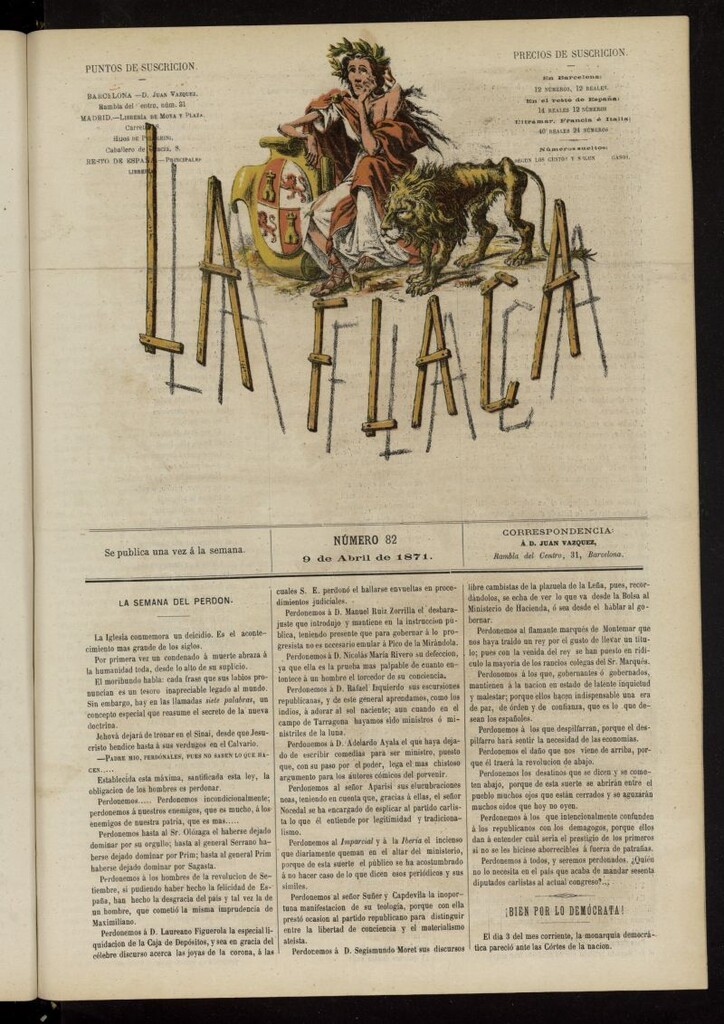 PUNTOS DE SUSCRICION.
BARCELONA —D. JUAN VAZQUEZ.
Rambla del Centro, núm. 31
MADRID.—LIBRERÍA DE MOYA Y PLAZA.
HIJOS DE
Caballero de
RESTO DE ESPAÑA —PRINCIPALES
PRECIOS DE SUSCRICION.
En Barcelona:
12 NÚMEROS, 12 REALES.
En el resto de España:
14 REALES 12 NÚMEROS
Ultramar, Francia é Italia:
40 REALES 24 NÚMEROS
Números sueltos:
SEGUN LOS GUSTOS Y SALGN
LA FLACA
Se publica una vez á la semana.
NÚMERO 82
9 de Abril de 1871.
CORRESPONDENCIA:
Á D. JUAN VAZQUEZ,
Rambla del Centro, 31, Barcelona.
LA SEMANA DEL PERDON.
La Iglesia conmemora un deicidio. Es el aconte-
cimiento mas grande de los siglos.
Por primera vez un condenado á muerte abraza á
la humanidad toda, desde lo alto de su suplicio.
El moribundo habla: cada frase que sus labios pro-
nuncian es un tesoro inapreciable legado al mundo.
Sin embargo, hay en las llamadas siete palabras, un
concepto especial que reasume el secreto de la nueva
doctrina.
Jehová dejará de tronar en el Sinai, desde que Jesu-
cristo bendice hasta á sus verdugos en el Calvario.
—PADRE MIO, PERDÓNALES, PUES NO SABEN LO QUE HA-
CES.....
Establecida esta máxima, santificada esta ley, la
obligacion de los hombres es perdonar.
Perdonemos..... Perdonemos incondicionalmente;
perdonemos á nuestros enemigos, que es mucho, á los
enemigos de nuestra patria, que es mas.....
Perdonemos hasta al Sr. Olózaga el haberse dejado
dominar por su orgullo; hasta al general Serrano ha-
berse dejado dominar por Prim; hasta al general Prim
haberse dejado dominar por Sagasta.
Perdonemos á los hombres de la revolucion de Se-
tiembre, si pudiendo haber hecho la felicidad de Es-
paña, han hecho la desgracia del pais y tal vez la de
un hombre, que cometió la misma imprudencia de
Maximiliano.
Perdonemos á D. Laureano Figuerola la especial li-
quidacion de la Caja de Depósitos, y sea en gracia del
célebre discurso acerca las joyas de la corona, á las
cuales S. E. perdonó el hallarse envueltas en proce-
dimientos judiciales.
Perdonemos á D. Manuel Ruiz Zorrilla el desbara-
juste que introdujo y mantiene en la instruccion pú-
blica, teniendo presente que para gobernar á lo pro-
gresista no es necesario emular á Pico de la Mirándola.
Perdonemos á D. Nicolás María Rivero su defeccion,
ya que ella es la prueba mas palpable de cuanto en-
tontece á un hombre el torcedor de su conciencia.
Perdonemos á D. Rafael Izquierdo sus escursiones
republicanas, y de este general aprendamos, como los
indios, á adorar al sol naciente; aun cuando en el
campo de Tarragona hayamos sido ministros ó mi-
nistriles de la luna.
Perdonemos á D. Adelardo Ayala el que haya deja-
do de escribir comedias para ser ministro, puesto
que, con su paso por el poder, lega el mas chistoso
argumento para los autores cómicos del porvenir.
Perdonemos al señor Aparisi sus elucubraciones
neas, teniendo en cuenta que, gracias á ellas, el señor
Nocedal se ha encargado de esplicar al partido carlis-
ta lo que él entiende por legitimidad y tradiciona-
lismo.
Perdonemos al Imparcial y á la Iberia el incienso
que diariamente queman en el altar del ministerio,
porque de esta suerte el público se ha acostumbrado
á no hacer caso de lo que dicen esos periódicos y sus
símiles.
Perdonemos al señor Suñer y Capdevila la inopor-
tuna manifestacion de su teología, porque con ella
prestó ocasion al partido republicano para distinguir
entre la libertad de conciencia y el materialismo
ateista.
Perdonemos á D. Segismundo Moret sus discursos
libre cambistas de la plazuela de la Leña, pues, recor-
dándolos, se echa de ver lo que va desde la Bolsa al
Ministerio de Hacienda, ó sea desde el hablar al go-
bernar.
Perdonemos al flamante marqués de Montemar que
nos haya traido un rey por el gusto de llevar un títu-
lo; pues con la venida del rey se han puesto en ridí-
culo la mayoría de los rancios colegas del Sr. Marqués.
Perdonemos á los que, gobernantes ó gobernados,
mantienen á la nacion en estado de latente inquietud
y malestar; porque ellos hacen indispensable una era
de paz, de órden y de confianza, que es lo que de-
sean los españoles.
Perdonemos á los que despilfarran, porque el des-
pilfarro hará sentir la necesidad de las economías.
Perdonemos el daño que nos viene de arriba, por-
que él traerá la revolucion de abajo.
Perdonemos los desatinos que se dicen y se come-
ten abajo, porque de esta suerte se abrirán entre el
pueblo muchos ojos que están cerrados y se aguzarán
muchos oidos que hoy no oyen.
Perdonemos á los que intencionalmente confunden
á los republicanos con los demagogos, porque ellos
dan á entender cuál seria el prestigio de los primeros
si no se les hiciese aborrecibles á fuerza de patrañas.
Perdonemos á todos, y seremos perdonados. ¿Quién
no lo necesita en el pais que acaba de mandar sesenta
diputados carlistas al actual congreso?...
¡BIEN POR LO DEMÓCRATA!
El dia 3 del mes corriente, la monarquía democrá-
tica pareció ante las Córtes de la nacion.